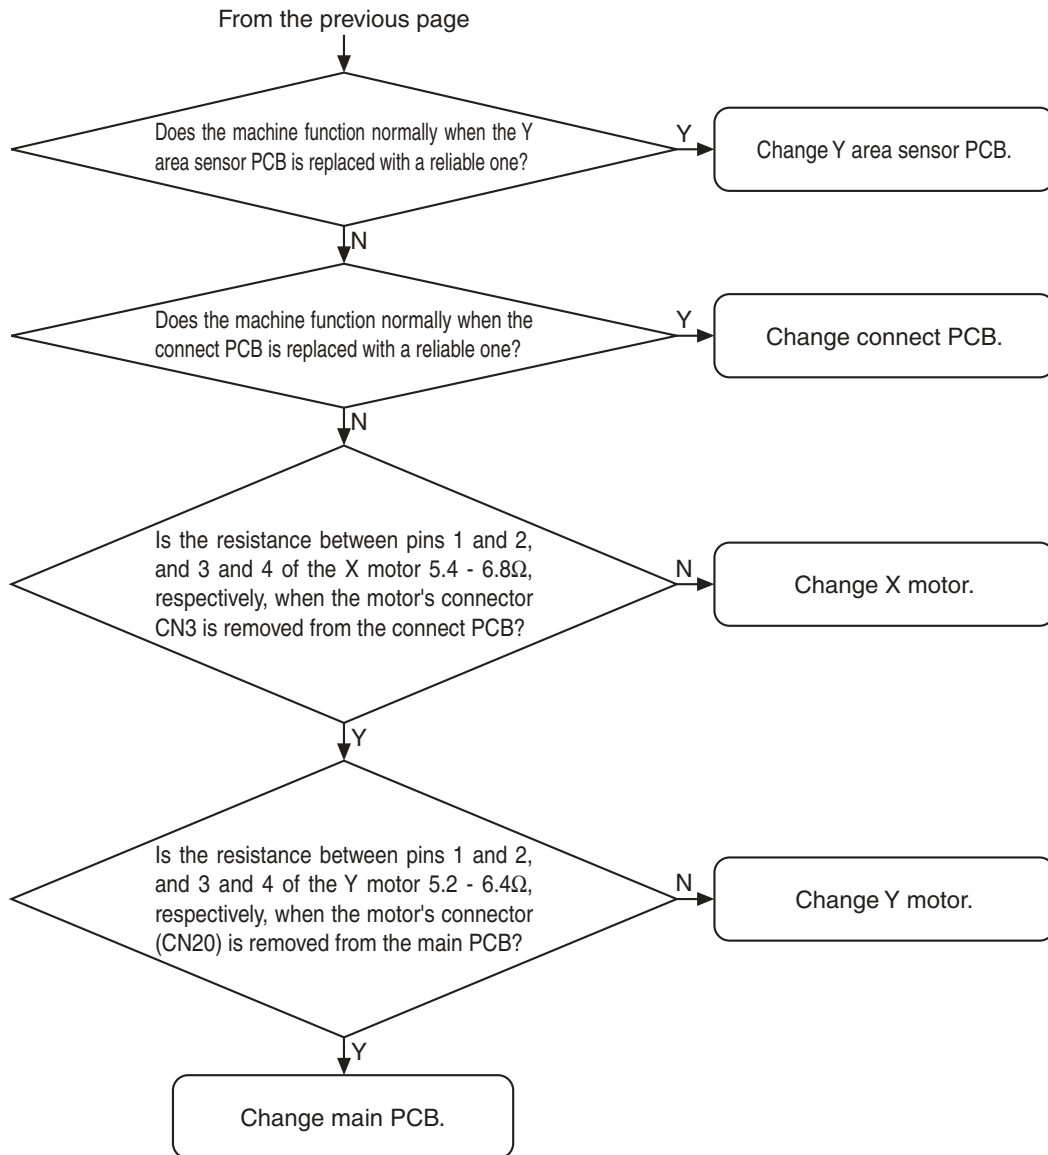 From the previous page
Does the machine function normally when the Y
area sensor PCB is replaced with a reliable one?
Y
Change Y area sensor PCB.
N
Does the machine function normally when the
connect PCB is replaced with a reliable one?
Y
Change connect PCB.
N
Is the resistance between pins 1 and 2,
and 3 and 4 of the X motor 5.4 - 6.8Ω,
respectively, when the motor's connector
CN3 is removed from the connect PCB?
N
Change X motor.
Y
Is the resistance between pins 1 and 2,
and 3 and 4 of the Y motor 5.2 - 6.4Ω,
respectively, when the motor's connector
(CN20) is removed from the main PCB?
N
Change Y motor.
Y
Change main PCB.